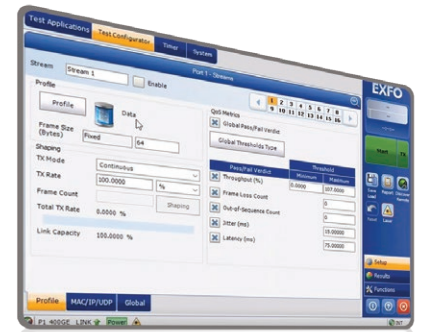 Test Applications Test Configurator Timer System
Port 1 - Streams
EXFO
Stream Stream 1 Enable
Profile
Profile Data
Frame Size (Bytes) Fixed 64
Shaping
TX Mode Continuous
TX Rate 100.0000 %
Frame Count Shaping
Total TX Rate 0.0000 %
Link Capacity 100.0000 %
1 2 3 4 5 6 7 8
9 10 11 12 13 14 15 16
QoS Metrics
Global Pass/Fail Verdict
Global Thresholds Type
Pass/Fail Verdict Threshold
Minimum Maximum
Throughput (%) 0.0000 107.0000
Frame Loss Count 0
Out-of-Sequence Count 0
Jitter (ms) 15.00000
Latency (ms) 75.00000
Start TX
Save Load Report Discover Remote
Reset Laser
Setup
Results
Functions
Profile MAC/IP/UDP Global
P1 400GE LINK Power INT